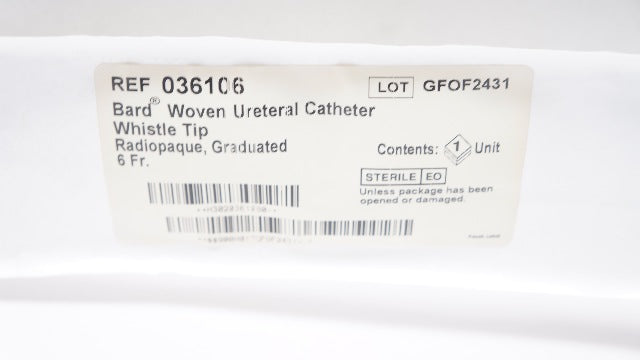 REF 036106
LOT GFOF2431
Bard® Woven Ureteral Catheter
Whistle Tip
Radiopaque, Graduated
6 Fr.
Contents: 1 Unit
STERILE EO
Unless package has been
opened or damaged.